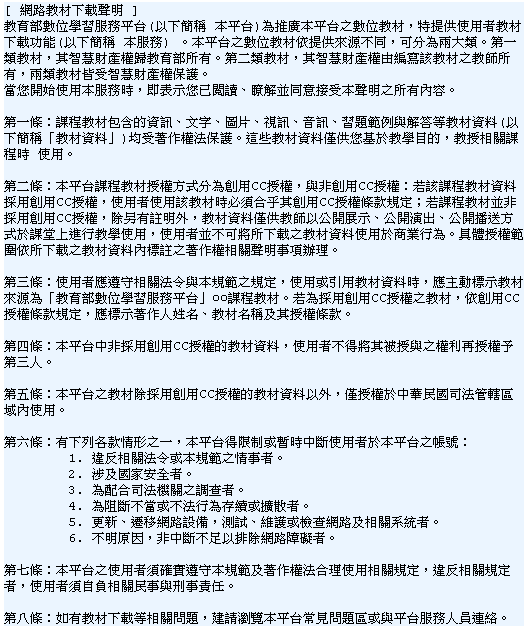 [ 網路教材下載聲明 ]
教育部數位學習服務平台(以下簡稱 本平台)為推廣本平台之數位教材，特提供使用者教材
下載功能(以下簡稱 本服務) 。本平台之數位教材依提供來源不同，可分為兩大類。第一
類教材，其智慧財產權歸教育部所有。第二類教材，其智慧財產權由編寫該教材之教師所
有，兩類教材皆受智慧財產權保護。
當您開始使用本服務時，即表示您已閱讀、瞭解並同意接受本聲明之所有內容。
第一條：課程教材包含的資訊、文字、圖片、視訊、音訊、習題範例與解答等教材資料(以
下簡稱「教材資料」)均受著作權法保護。這些教材資料僅供您基於教學目的，教授相關課
程時 使用。
第二條：本平台課程教材授權方式分為創用CC授權，與非創用CC授權：若該課程教材資料
採用創用CC授權，使用者使用該教材時必須合乎其創用CC授權條款規定；若課程教材並非
採用創用CC授權，除另有註明外，教材資料僅供教師以公開展示、公開演出、公開播送方
式於課堂上進行教學使用，使用者並不可將所下載之教材資料使用於商業行為。具體授權範
圍依所下載之教材資料內標註之著作權相關聲明事項辦理。
第三條：使用者應遵守相關法令與本規範之規定，使用或引用教材資料時，應主動標示教材
來源為「教育部數位學習服務平台」○○課程教材。若為採用創用CC授權之教材，依創用CC
授權條款規定，應標示著作人姓名、教材名稱及其授權條款。
第四條：本平台中非採用創用CC授權的教材資料，使用者不得將其被授與之權利再授權予
第三人。
第五條：本平台之教材除採用創用CC授權的教材資料以外，僅授權於中華民國司法管轄區
域內使用。
第六條：有下列各款情形之一，本平台得限制或暫時中斷使用者於本平台之帳號：
1. 違反相關法令或本規範之情事者。
2. 涉及國家安全者。
3. 為配合司法機關之調查者。
4. 為阻斷不當或不法行為存續或擴散者。
5. 更新、遷移網路設備，測試、維護或檢查網路及相關系統者。
6. 不明原因，非中斷不足以排除網路障礙者。
第七條：本平台之使用者須確實遵守本規範及著作權法合理使用相關規定，違反相關規定
者，使用者須自負相關民事與刑事責任。
第八條：如有教材下載等相關問題，建請瀏覽本平台常見問題區或與平台服務人員連絡。